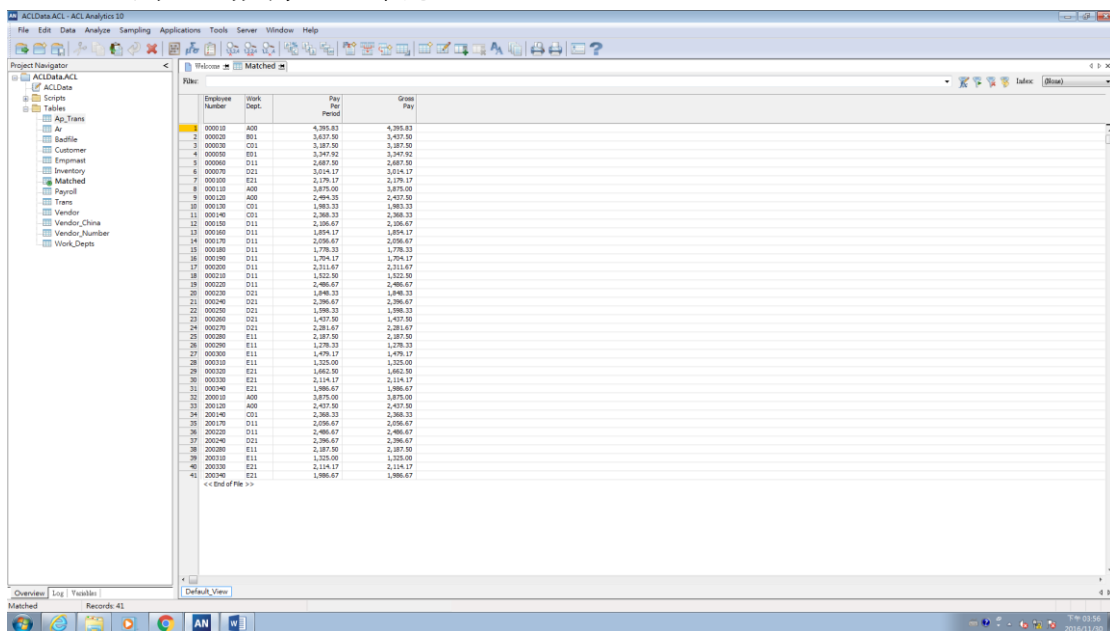 ACLData.ACL - ACL Analytics 10
File Edit Data Analyze Sampling Applications Tools Server Window Help
Project Navigator <
Welcome Matched
ACLData.ACL
ACLData
Scripts
Tables
Ap_Trans
Ar
Badfile
Customer
Empmast
Inventory
Matched
Payroll
Trans
Vendor
Vendor_China
Vendor_Number
Work_Depts
Filter: Index: (None)
Employee Number Work Dept. Pay Per Period Gross Pay
1 000010 A00 4,395.83 4,395.83
2 000020 B01 3,637.50 3,437.50
3 000030 C01 3,187.50 3,187.50
4 000050 E01 3,347.92 3,347.92
5 000060 D11 2,687.50 2,687.50
6 000070 D21 3,014.17 3,014.17
7 000100 E21 2,179.17 2,179.17
8 000110 A00 3,875.00 3,875.00
9 000120 A00 2,494.35 2,437.50
10 000130 C01 1,983.33 1,983.33
11 000140 C01 2,368.33 2,368.33
12 000150 D11 2,106.67 2,106.67
13 000160 D11 1,854.17 1,854.17
14 000170 D11 2,056.67 2,056.67
15 000180 D11 1,778.33 1,778.33
16 000190 D11 1,704.17 1,704.17
17 000200 D11 2,311.67 2,311.67
18 000210 D11 1,522.50 1,522.50
19 000220 D11 2,486.67 2,486.67
20 000230 D21 1,848.33 1,848.33
21 000240 D21 2,396.67 2,396.67
22 000250 D21 1,598.33 1,598.33
23 000260 D21 1,437.50 1,437.50
24 000270 D21 2,281.67 2,281.67
25 000280 E11 2,187.50 2,187.50
26 000290 E11 1,278.33 1,278.33
27 000300 E11 1,479.17 1,479.17
28 000310 E11 1,325.00 1,325.00
29 000320 E21 1,662.50 1,662.50
30 000330 E21 2,114.17 2,114.17
31 000340 E21 1,986.67 1,986.67
32 200010 A00 3,875.00 3,875.00
33 200120 A00 2,437.50 2,437.50
34 200140 C01 2,368.33 2,368.33
35 200170 D11 2,056.67 2,056.67
36 200220 D11 2,486.67 2,486.67
37 200240 D21 2,396.67 2,396.67
38 200280 E11 2,187.50 2,187.50
39 200310 E11 1,325.00 1,325.00
40 200330 E21 2,114.17 2,114.17
41 200340 E21 1,986.67 1,986.67
<< End of File >>
Overview Log Variables
Default_View
Matched Records: 41
下午 03:56
2016/11/30